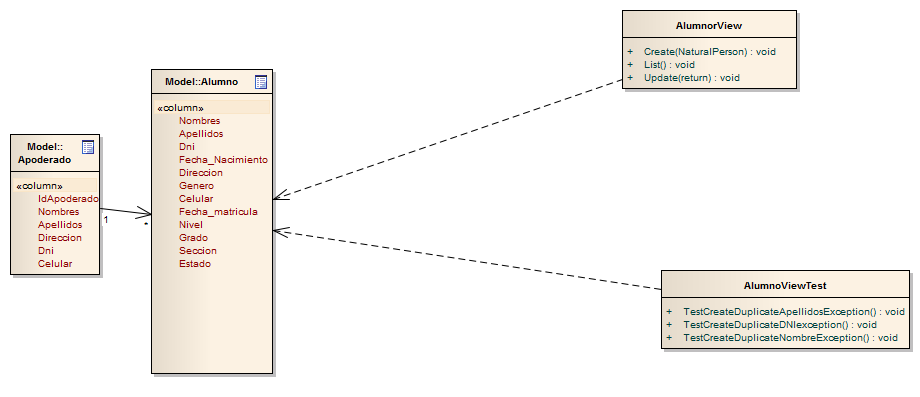 Model::
Apoderado
«column»
IdApoderado
Nombres
Apellidos
Direccion
Dni
Celular
1
*
Model::Alumno
«column»
Nombres
Apellidos
Dni
Fecha_Nacimiento
Direccion
Genero
Celular
Fecha_matricula
Nivel
Grado
Seccion
Estado
AlumnorView
+ Create(NaturalPerson) : void
+ List() : void
+ Update(return) : void
AlumnoViewTest
+ TestCreateDuplicateApellidosException() : void
+ TestCreateDuplicateDNIexception() : void
+ TestCreateDuplicateNombreException() : void